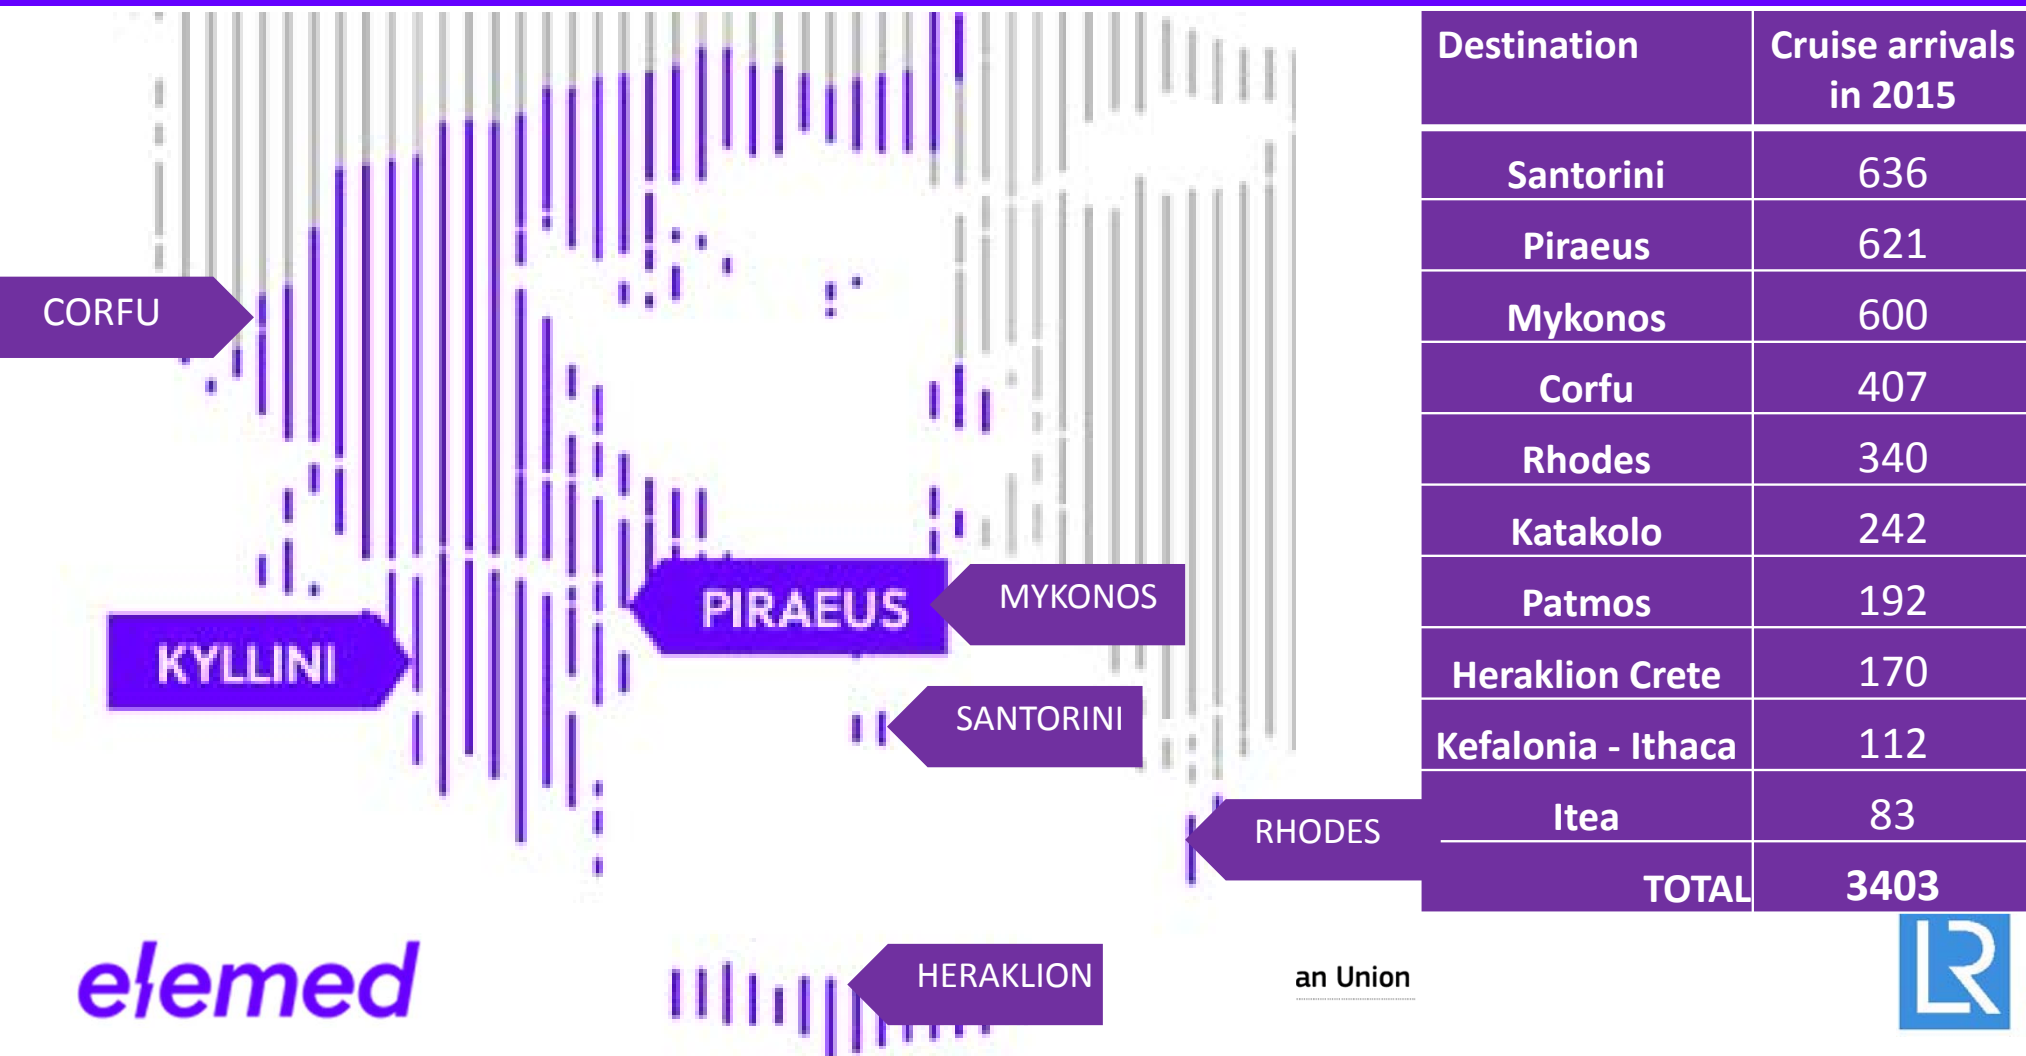 Destination Cruise arrivals
in 2015
Santorini 636
Piraeus 621
Mykonos 600
Corfu 407
Rhodes 340
Katakolo 242
Patmos 192
Heraklion Crete 170
Kefalonia - Ithaca 112
Itea 83
TOTAL 3403
CORFU
PIRAEUS
MYKONOS
KYLLINI
SANTORINI
RHODES
HERAKLION
elemed
an Union
LR